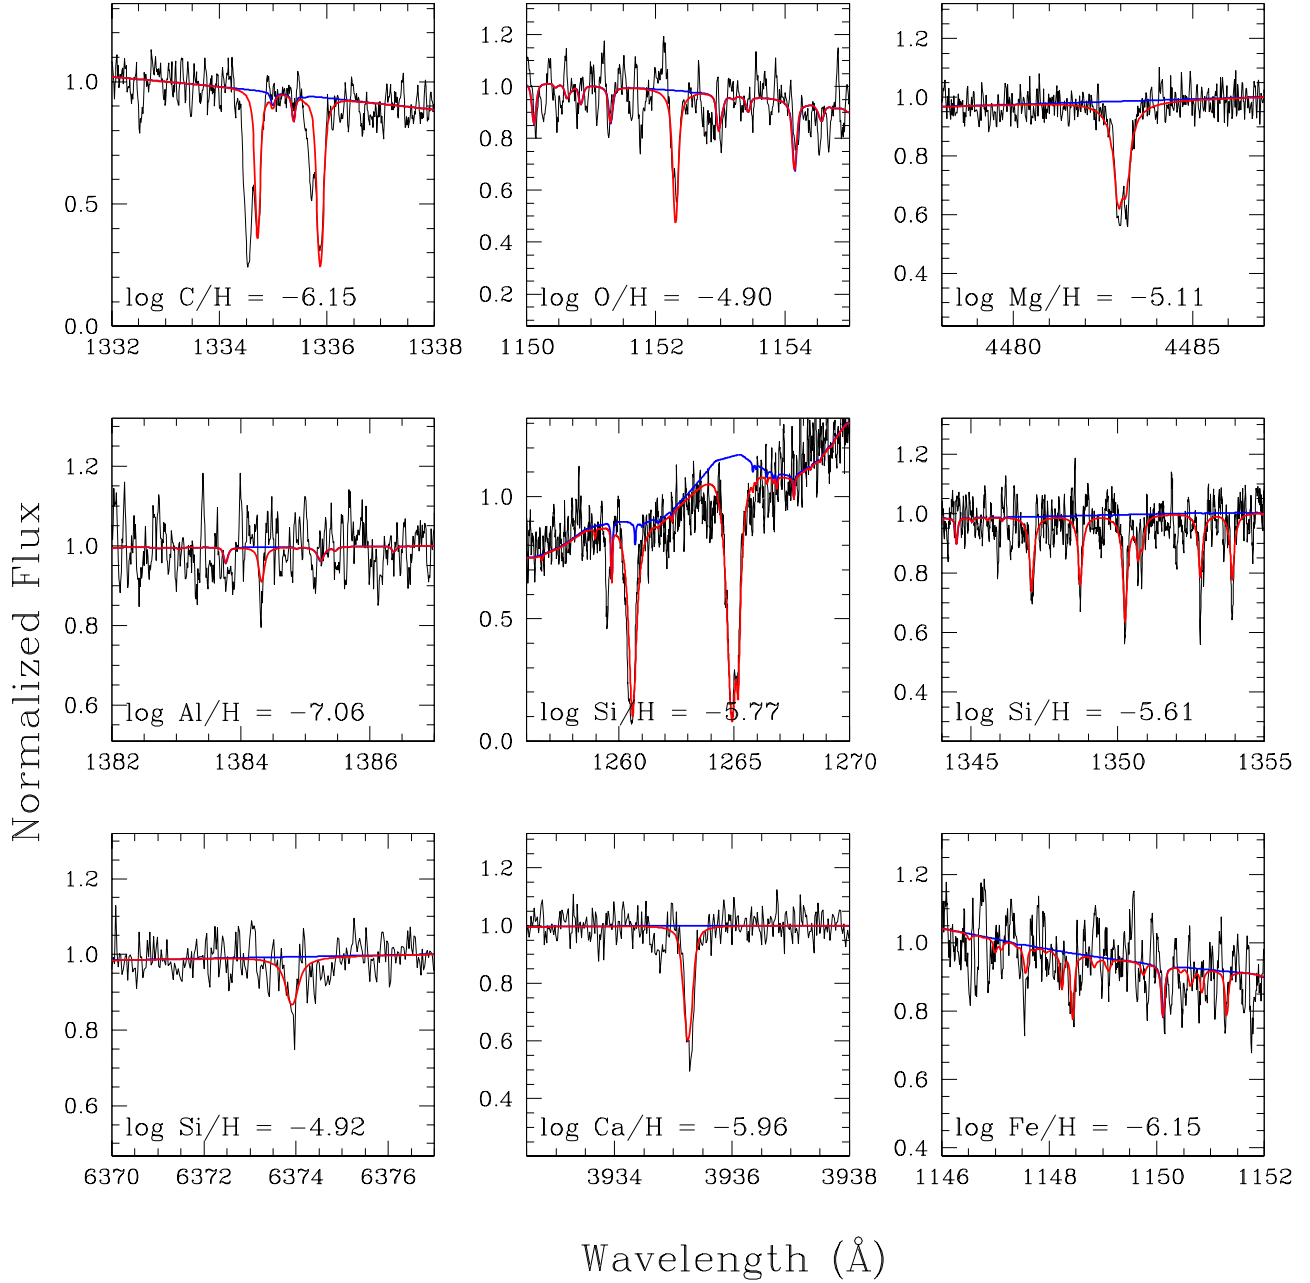 1.0
0.5
0.0
log C/H = −6.15
1332 1334 1336 1338
1.2
1.0
0.8
0.6
0.4
0.2
log O/H = −4.90
1150 1152 1154
1.2
1.0
0.8
0.6
0.4
log Mg/H = −5.11
4480 4485
1.2
1.0
0.8
0.6
log Al/H = −7.06
1382 1384 1386
1.0
0.5
0.0
log Si/H = −5.77
1260 1265 1270
1.2
1.0
0.8
0.6
0.4
log Si/H = −5.61
1345 1350 1355
1.2
1.0
0.8
0.6
log Si/H = −4.92
6370 6372 6374 6376
1.2
1.0
0.8
0.6
0.4
log Ca/H = −5.96
3934 3936 3938
1.2
1.0
0.8
0.6
0.4
log Fe/H = −6.15
1146 1148 1150 1152
Normalized Flux
Wavelength (Å)